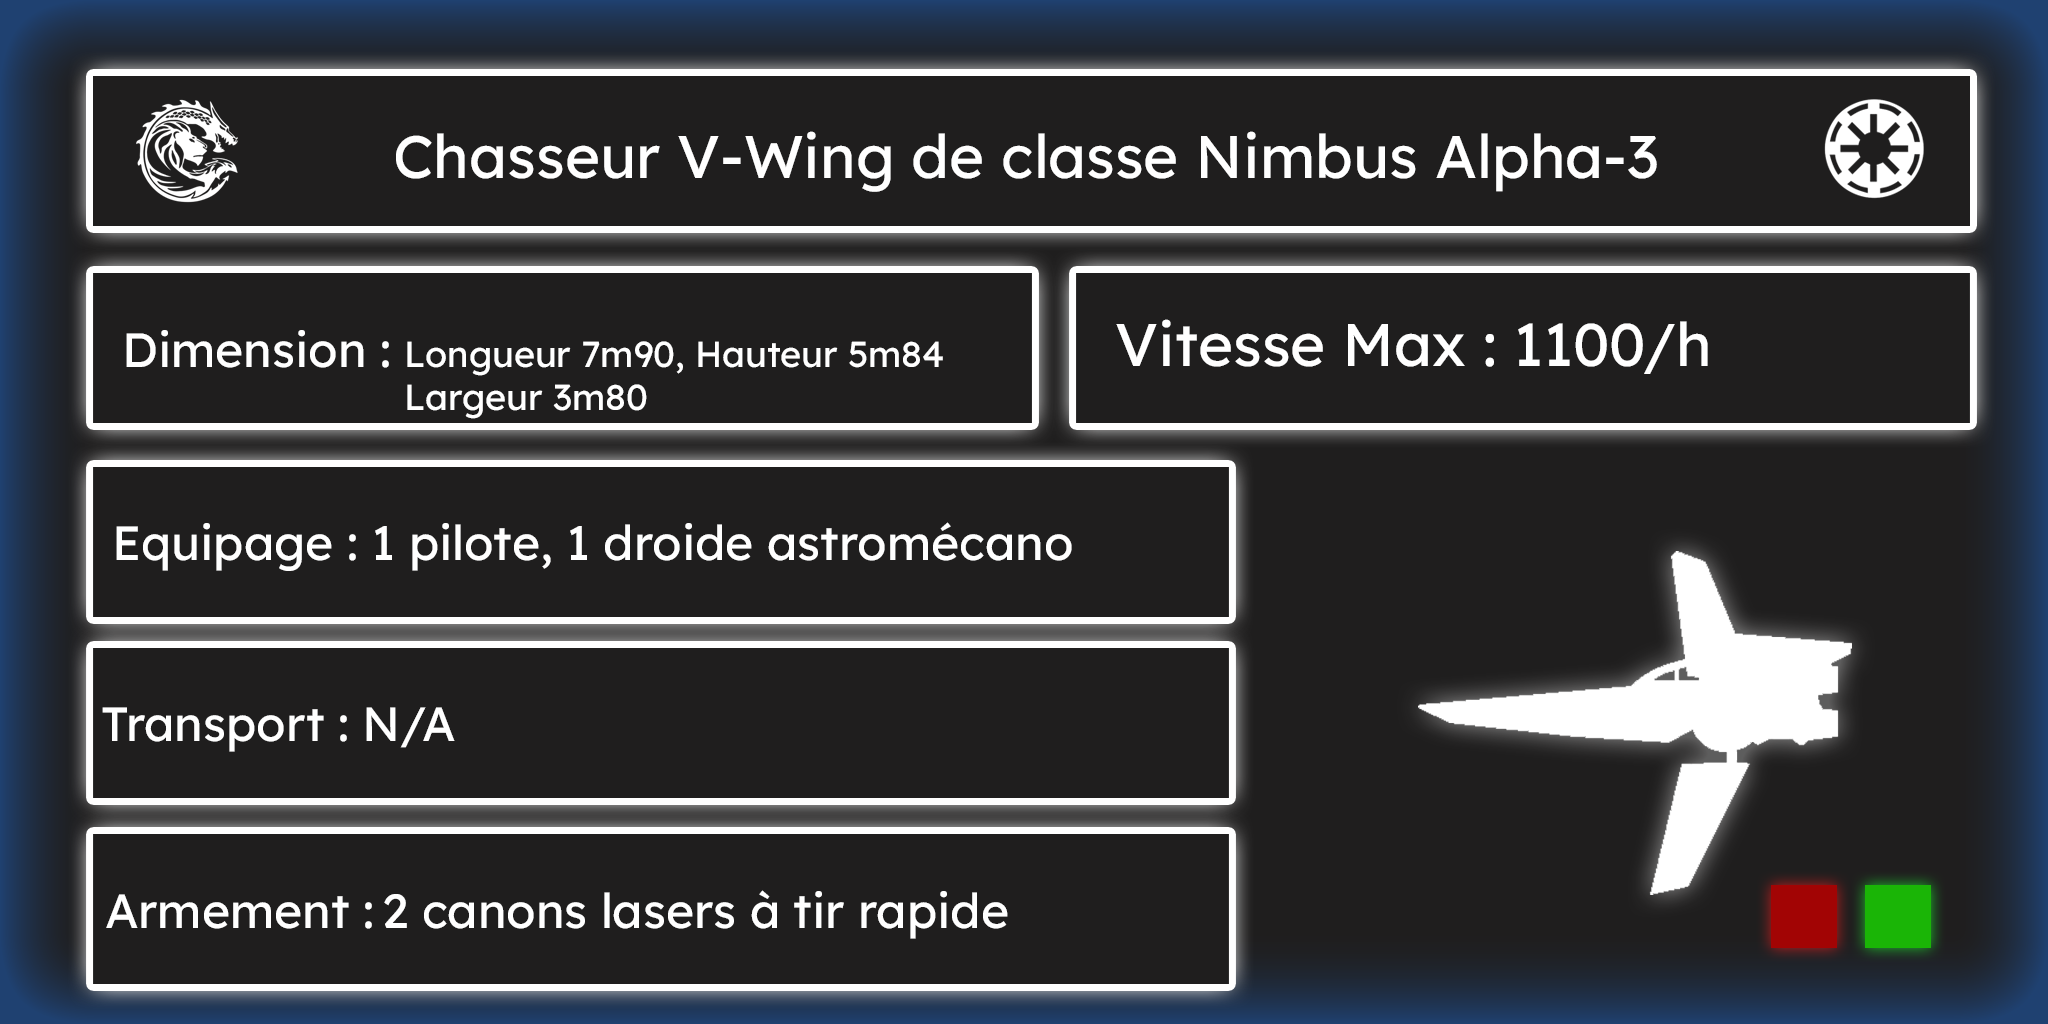 Chasseur V-Wing de classe Nimbus Alpha-3
Dimension : Longueur 7m90, Hauteur 5m84
Largeur 3m80
Vitesse Max : 1100/h
Equipage : 1 pilote, 1 droide astromécano
Transport : N/A
Armement : 2 canons lasers à tir rapide